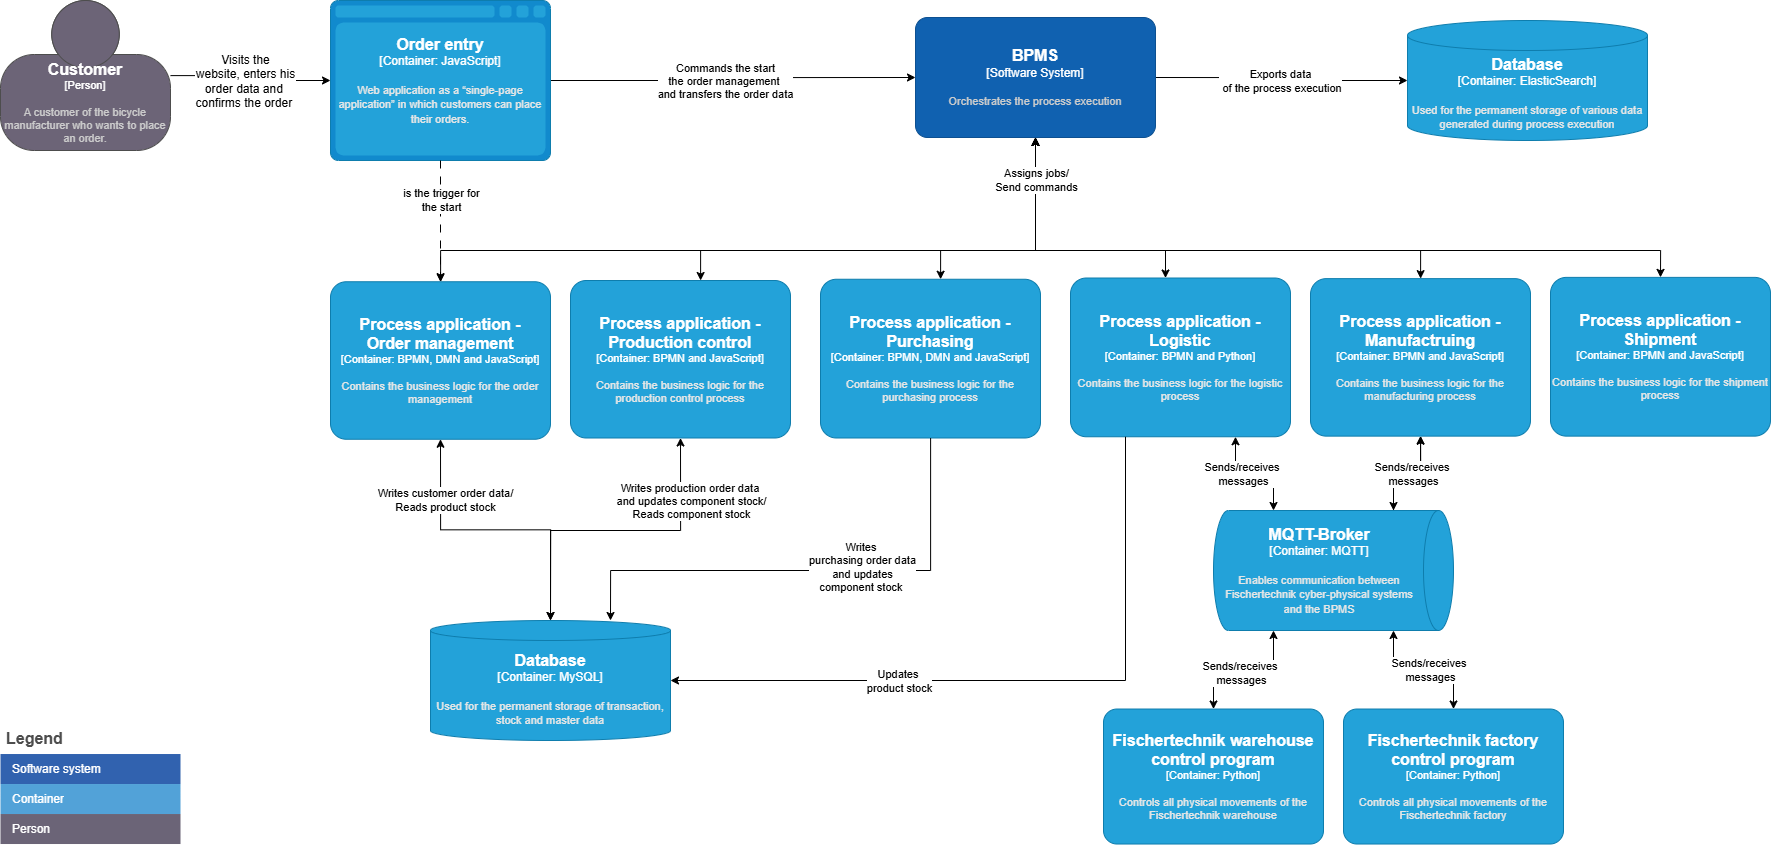 Customer
[Person]
A customer of the bicycle
manufacturer who wants to place
an order.
Visits the
website, enters his
order data and
confirms the order
Order entry
[Container: JavaScript]
Web application as a "single-page
application" in which customers can place
their orders.
Commands the start
the order management
and transfers the order data
BPMS
[Software System]
Orchestrates the process execution
Exports data
of the process execution
Database
[Container: ElasticSearch]
Used for the permanent storage of various data
generated during process execution
is the trigger for
the start
Assigns jobs/
Send commands
Process application -
Order management
[Container: BPMN, DMN and JavaScript]
Contains the business logic for the order
management
Process application -
Production control
[Container: BPMN and JavaScript]
Contains the business logic for the
production control process
Process application -
Purchasing
[Container: BPMN, DMN and JavaScript]
Contains the business logic for the
purchasing process
Process application -
Logistic
[Container: BPMN and Python]
Contains the business logic for the logistic
process
Process application -
Manufactruing
[Container: BPMN and JavaScript]
Contains the business logic for the
manufacturing process
Process application -
Shipment
[Container: BPMN and JavaScript]
Contains the business logic for the shipment
process
Writes customer order data/
Reads product stock
Writes production order data
and updates component stock/
Reads component stock
Writes
purchasing order data
and updates
component stock
Sends/receives
messages
Sends/receives
messages
MQTT-Broker
[Container: MQTT]
Enables communication between
Fischertechnik cyber-physical systems
and the BPMS
Database
[Container: MySQL]
Used for the permanent storage of transaction,
stock and master data
Updates
product stock
Sends/receives
messages
Sends/receives
messages
Fischertechnik warehouse
control program
[Container: Python]
Controls all physical movements of the
Fischertechnik warehouse
Fischertechnik factory
control program
[Container: Python]
Controls all physical movements of the
Fischertechnik factory
Legend
Software system
Container
Person